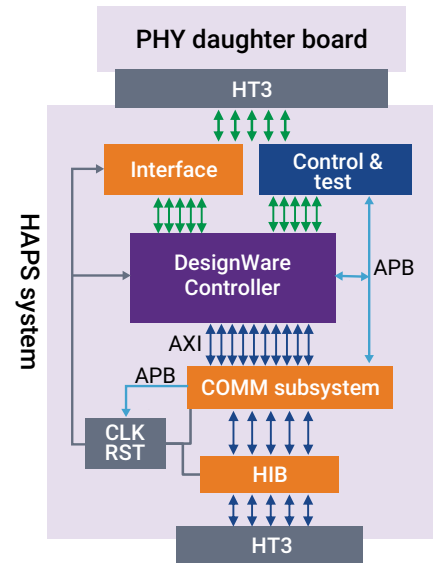 PHY daughter board
HT3
Interface
Control &
test
HAPS system
DesignWare
Controller
APB
AXI
APB
COMM subsystem
CLK
RST
HIB
HT3